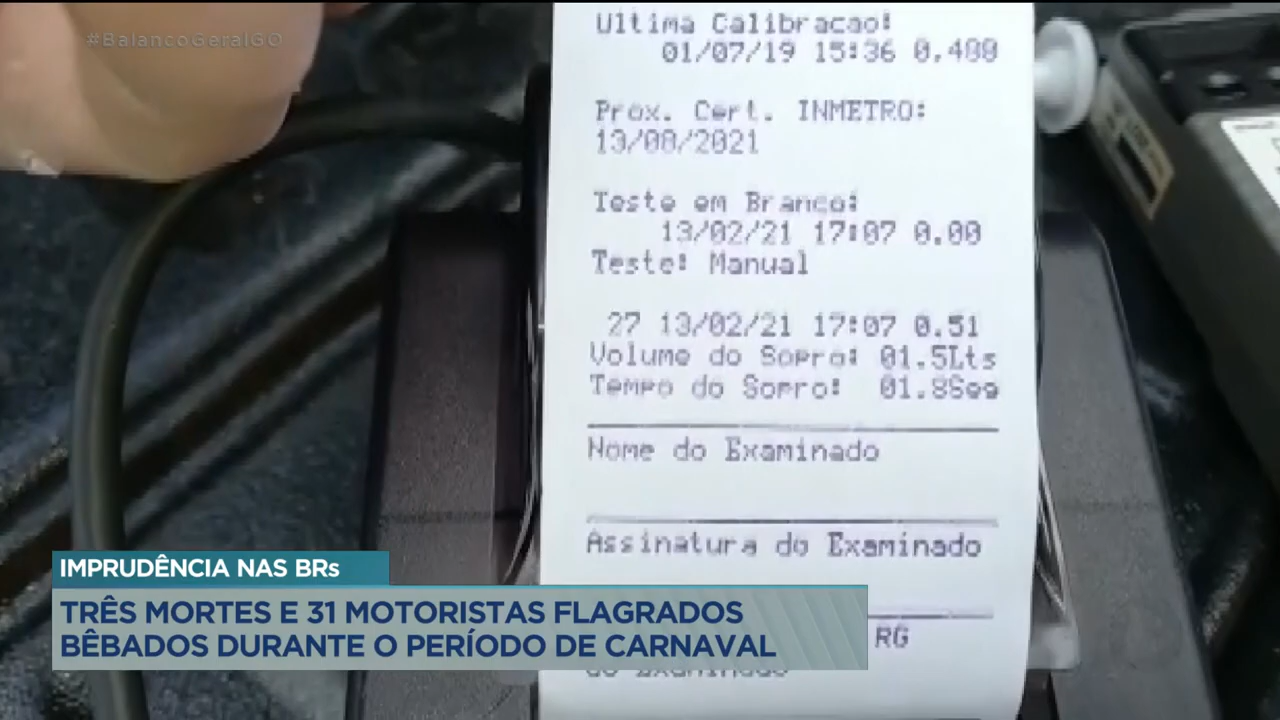 #BalancoGeralGO
Ultima Calibracao:
01/07/19 15:36 0.488
Prox. Cert. INMETRO:
13/08/2021
Teste em Branco:
13/02/21 17:07 0.00
Teste: Manual
27 13/02/21 17:07 0.51
Volume do Sopro: 01.5Lts
Tempo do Sopro: 01.8Seg
Nome do Examinado
Assinatura do Examinado
RG
do Examinado
IMPRUDÊNCIA NAS BRs
TRÊS MORTES E 31 MOTORISTAS FLAGRADOS
BÊBADOS DURANTE O PERÍODO DE CARNAVAL